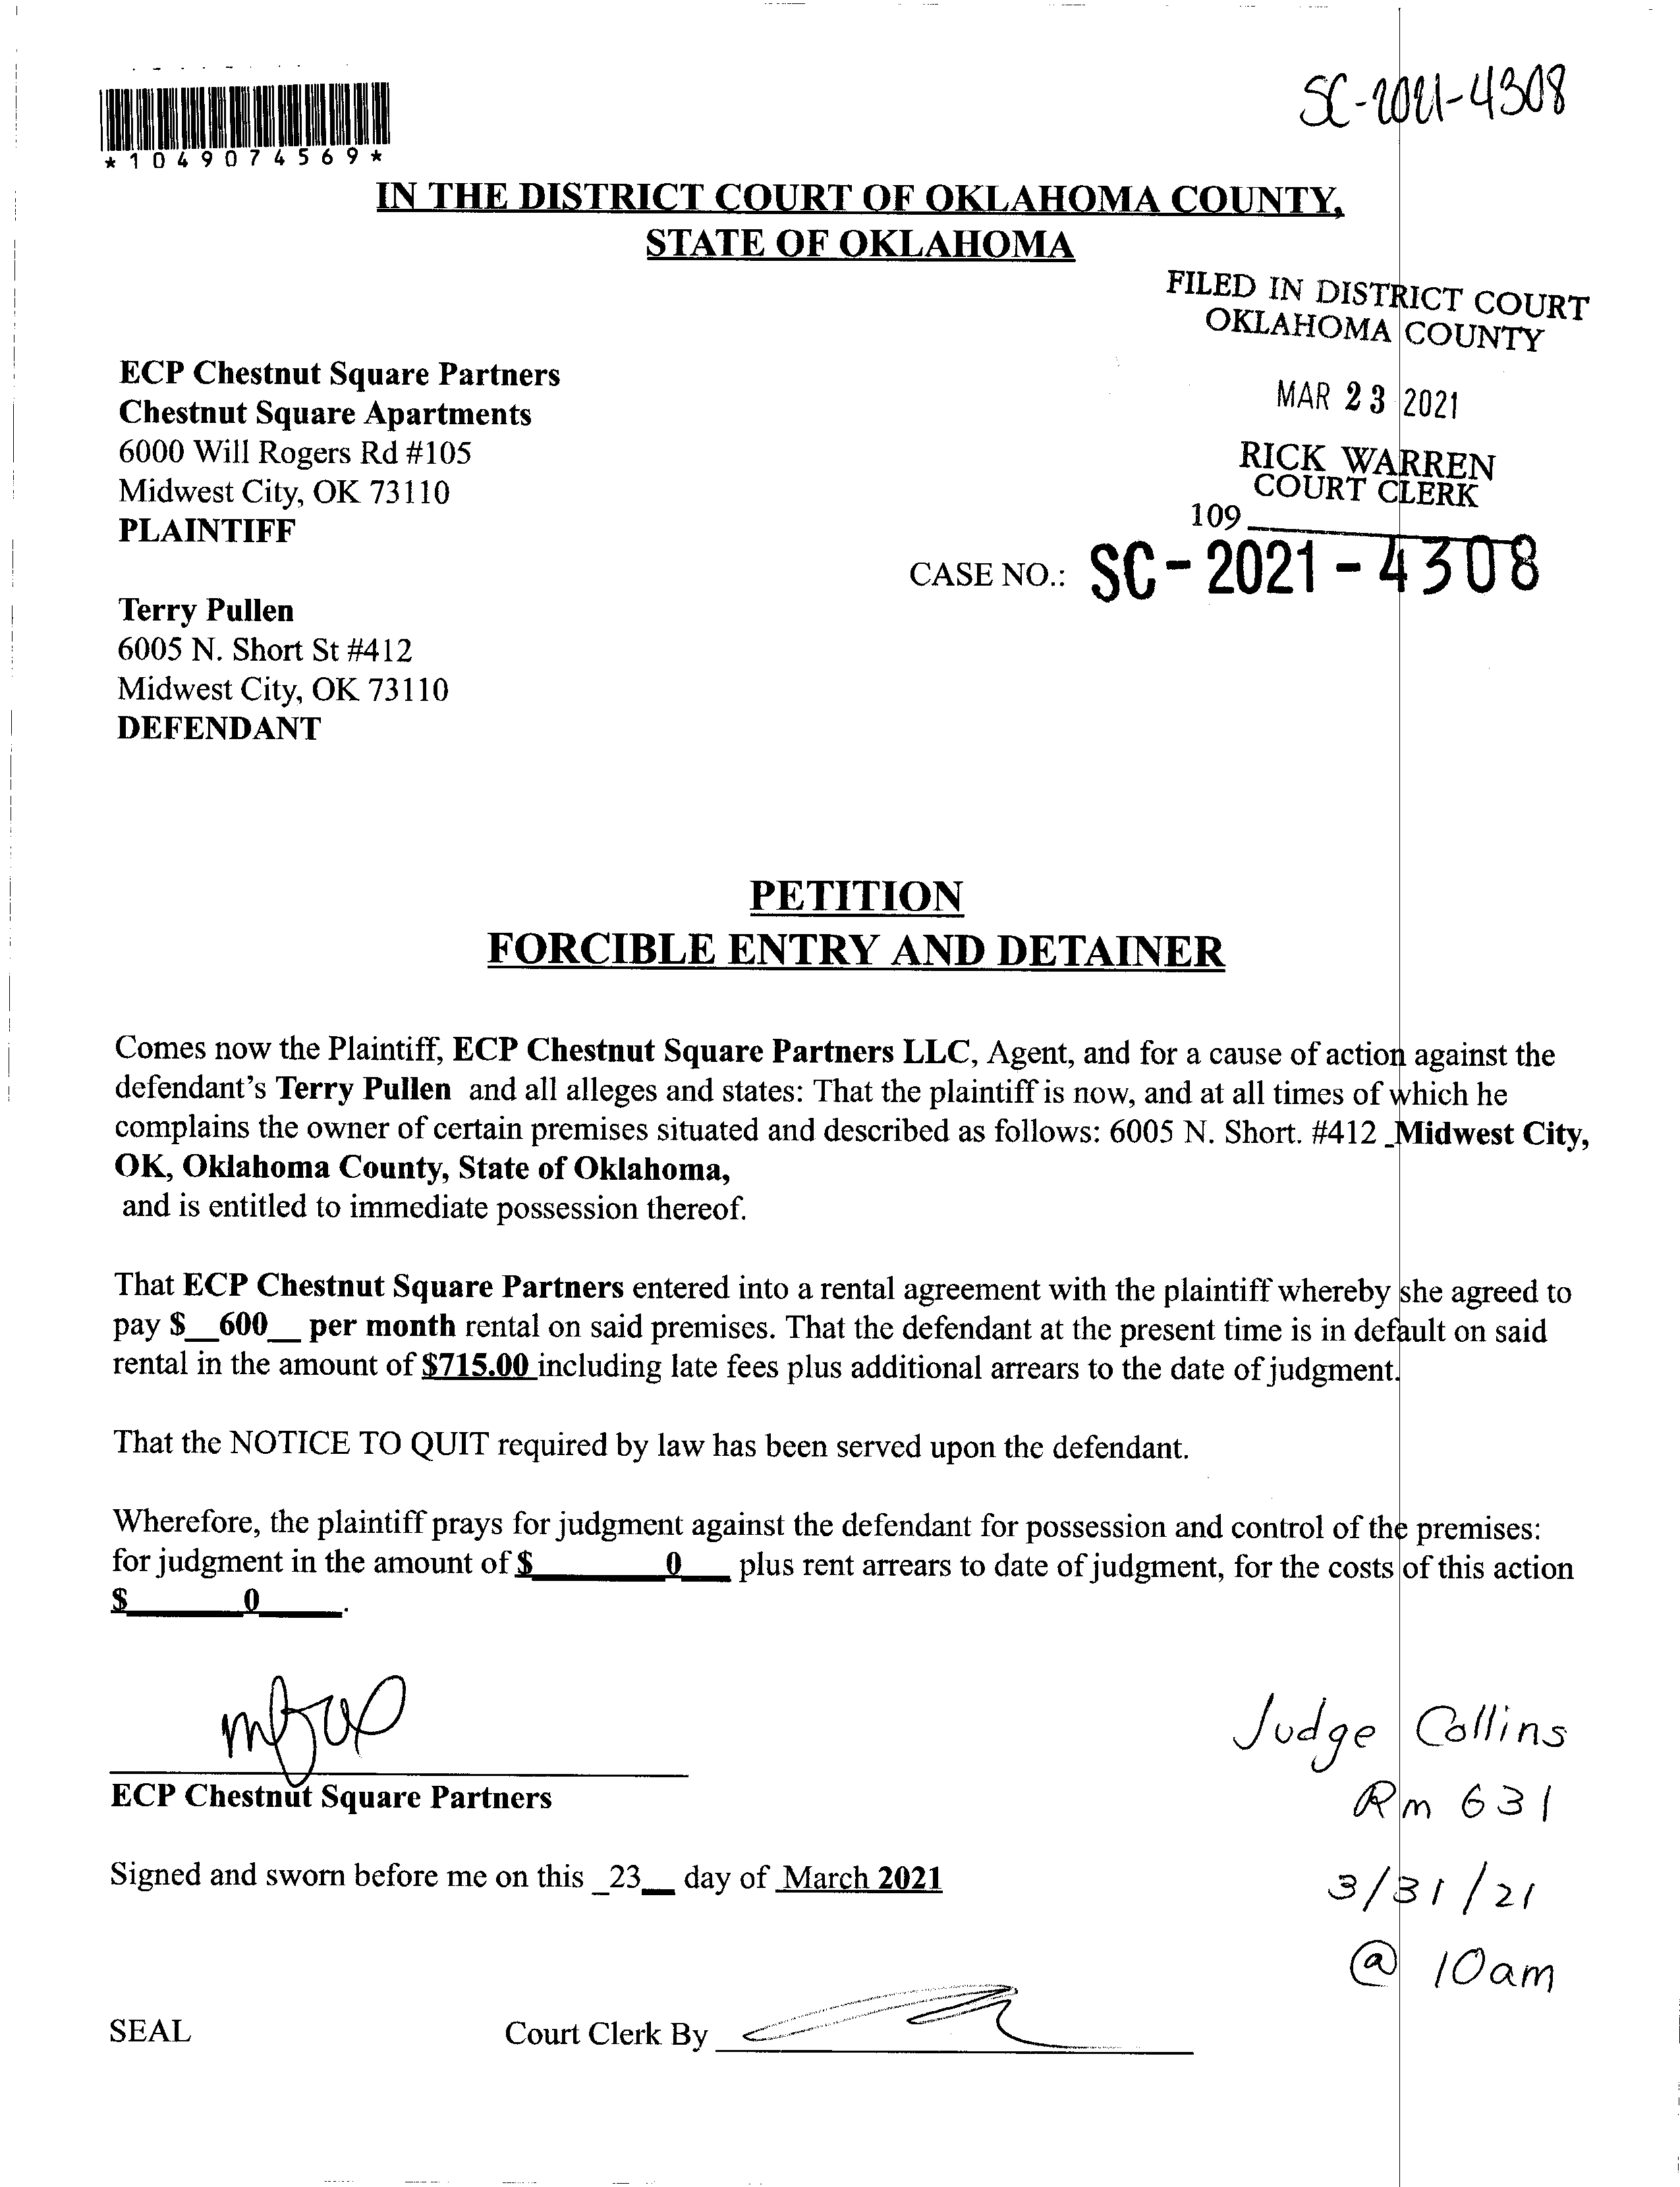 SC-2021-4308
*1049074569*
IN THE DISTRICT COURT OF OKLAHOMA COUNTY,
STATE OF OKLAHOMA
FILED IN DISTRICT COURT
OKLAHOMA COUNTY
MAR 23 2021
RICK WARREN
COURT CLERK
109
ECP Chestnut Square Partners
Chestnut Square Apartments
6000 Will Rogers Rd #105
Midwest City, OK 73110
PLAINTIFF
CASE NO.: SC-2021-4308
Terry Pullen
6005 N. Short St #412
Midwest City, OK 73110
DEFENDANT
PETITION
FORCIBLE ENTRY AND DETAINER
Comes now the Plaintiff, ECP Chestnut Square Partners LLC, Agent, and for a cause of action against the
defendant's Terry Pullen and all alleges and states: That the plaintiff is now, and at all times of which he
complains the owner of certain premises situated and described as follows: 6005 N. Short. #412 _Midwest City,
OK, Oklahoma County, State of Oklahoma,
and is entitled to immediate possession thereof.
That ECP Chestnut Square Partners entered into a rental agreement with the plaintiff whereby she agreed to
pay $__600__ per month rental on said premises. That the defendant at the present time is in default on said
rental in the amount of $715.00 including late fees plus additional arrears to the date of judgment.
That the NOTICE TO QUIT required by law has been served upon the defendant.
Wherefore, the plaintiff prays for judgment against the defendant for possession and control of the premises:
for judgment in the amount of $________0___ plus rent arrears to date of judgment, for the costs of this action
$_______0_____.
ECP Chestnut Square Partners
Judge Collins
Rm 631
3/31/21
@ 10am
Signed and sworn before me on this _23__ day of March 2021
SEAL Court Clerk By